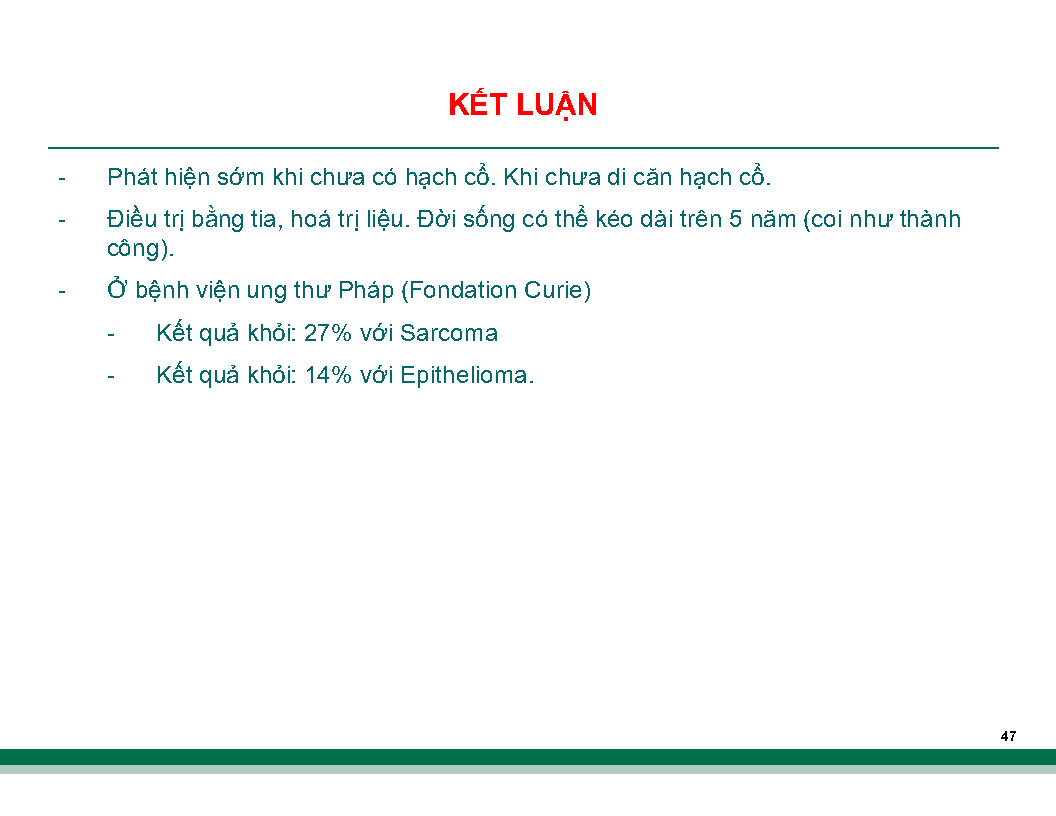 KẾT LUẬN
- Phát hiện sớm khi chưa có hạch cổ. Khi chưa di căn hạch cổ.
- Điều trị bằng tia, hoá trị liệu. Đời sống có thể kéo dài trên 5 năm (coi như thành
công).
- Ở bệnh viện ung thư Pháp (Fondation Curie)
- Kết quả khỏi: 27% với Sarcoma
- Kết quả khỏi: 14% với Epithelioma.
47